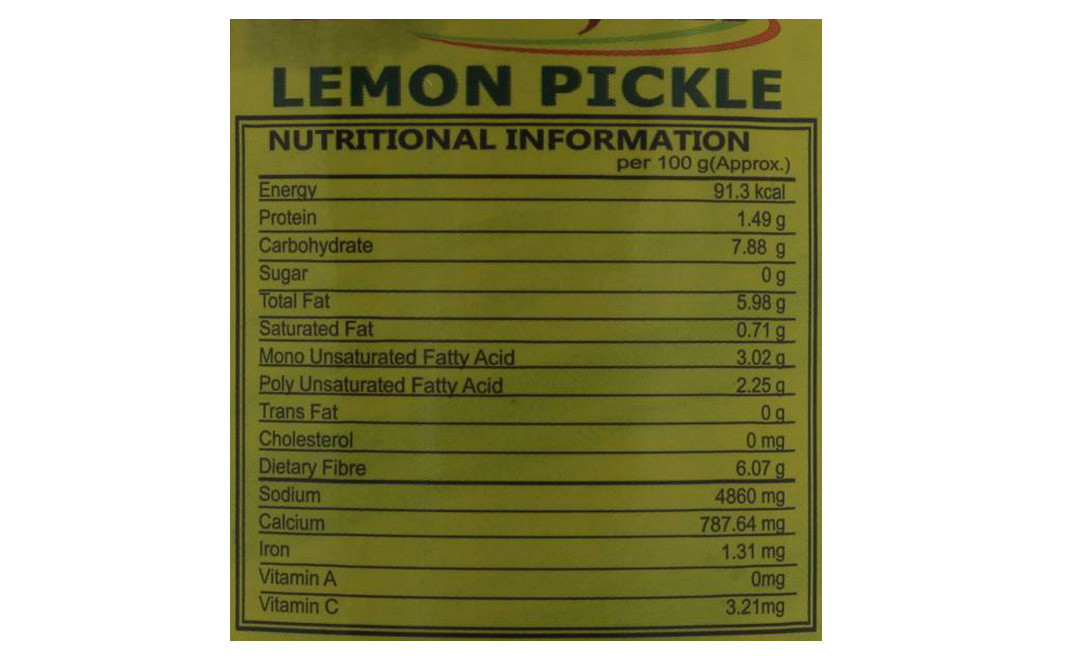 LEMON PICKLE
NUTRITIONAL INFORMATION
per 100 g(Approx.)
Energy 91.3 kcal
Protein 1.49 g
Carbohydrate 7.88 g
Sugar 0 g
Total Fat 5.98 g
Saturated Fat 0.71 g
Mono Unsaturated Fatty Acid 3.02 g
Poly Unsaturated Fatty Acid 2.25 g
Trans Fat 0 g
Cholesterol 0 mg
Dietary Fibre 6.07 g
Sodium 4860 mg
Calcium 787.64 mg
Iron 1.31 mg
Vitamin A 0mg
Vitamin C 3.21mg